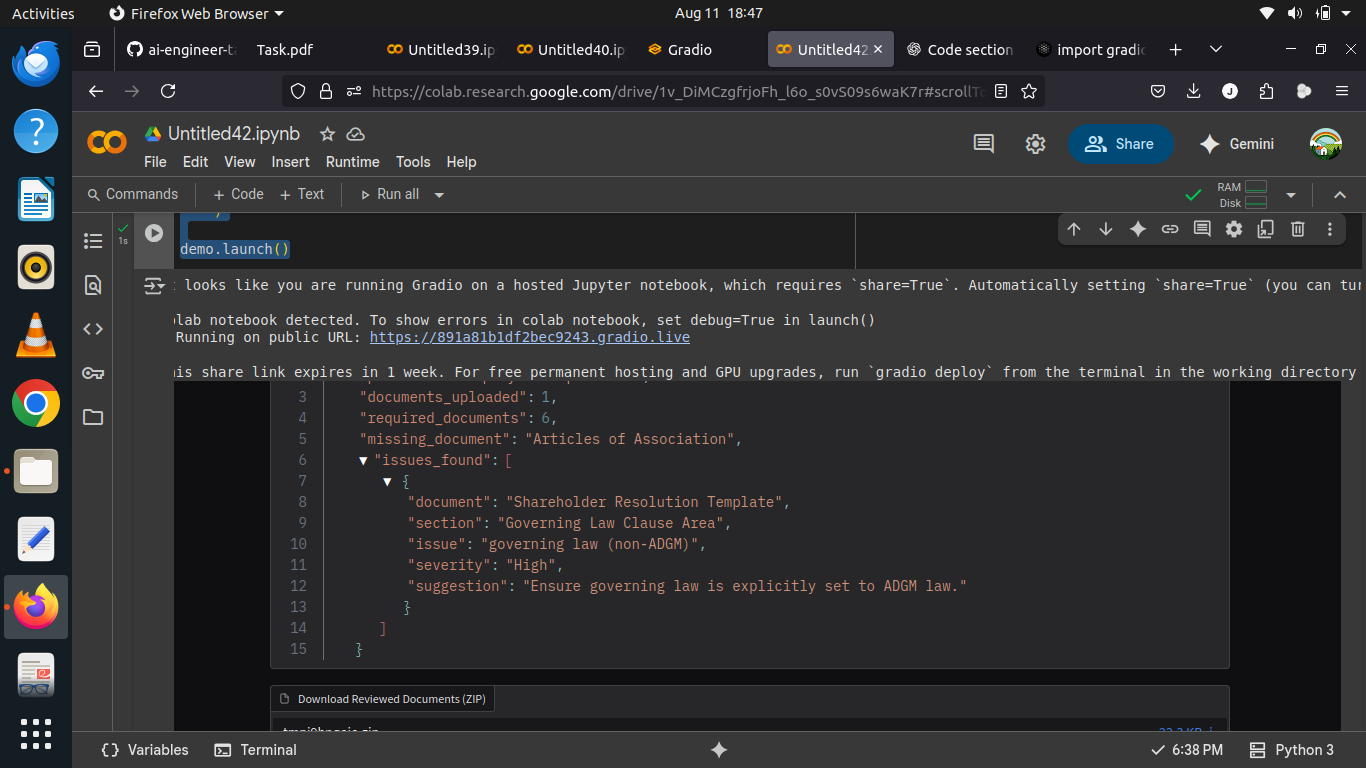 Activities
Firefox Web Browser
Aug 11 18:47
ai-engineer-ta
Task.pdf
Untitled39.ip
Untitled40.ip
Gradio
Untitled42
Code section
import gradio
https://colab.research.google.com/drive/1v_DiMCzgfrjoFh_l6o_s0vS09s6waK7r#scrollTo
Untitled42.ipynb
File Edit View Insert Runtime Tools Help
Share
Gemini
Commands
+ Code + Text
Run all
RAM
Disk
1s
demo.launch()
looks like you are running Gradio on a hosted Jupyter notebook, which requires `share=True`. Automatically setting `share=True` (you can tur
lab notebook detected. To show errors in colab notebook, set debug=True in launch()
Running on public URL: https://891a81b1df2bec9243.gradio.live
his share link expires in 1 week. For free permanent hosting and GPU upgrades, run `gradio deploy` from the terminal in the working directory
3 "documents_uploaded": 1,
4 "required_documents": 6,
5 "missing_document": "Articles of Association",
6 "issues_found": [
7 {
8 "document": "Shareholder Resolution Template",
9 "section": "Governing Law Clause Area",
10 "issue": "governing law (non-ADGM)",
11 "severity": "High",
12 "suggestion": "Ensure governing law is explicitly set to ADGM law."
13 }
14 ]
15 }
Download Reviewed Documents (ZIP)
Variables
Terminal
6:38 PM
Python 3